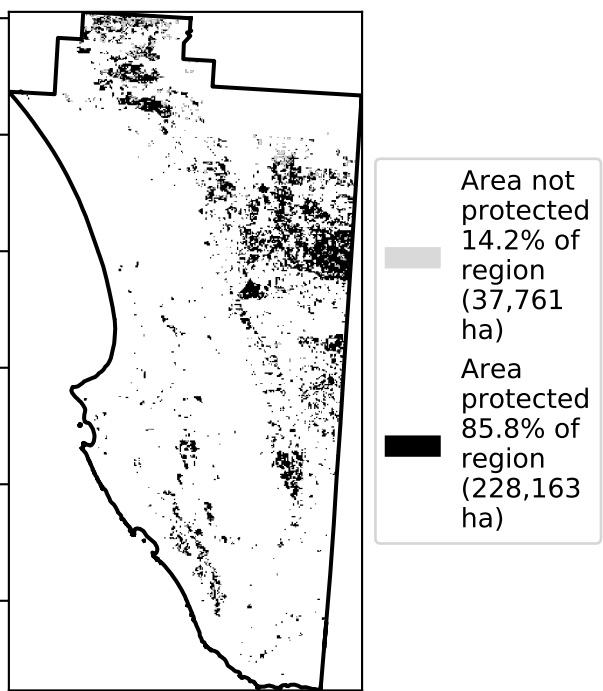 Area not
protected
14.2% of
region
(37,761
ha)
Area
protected
85.8% of
region
(228,163
ha)